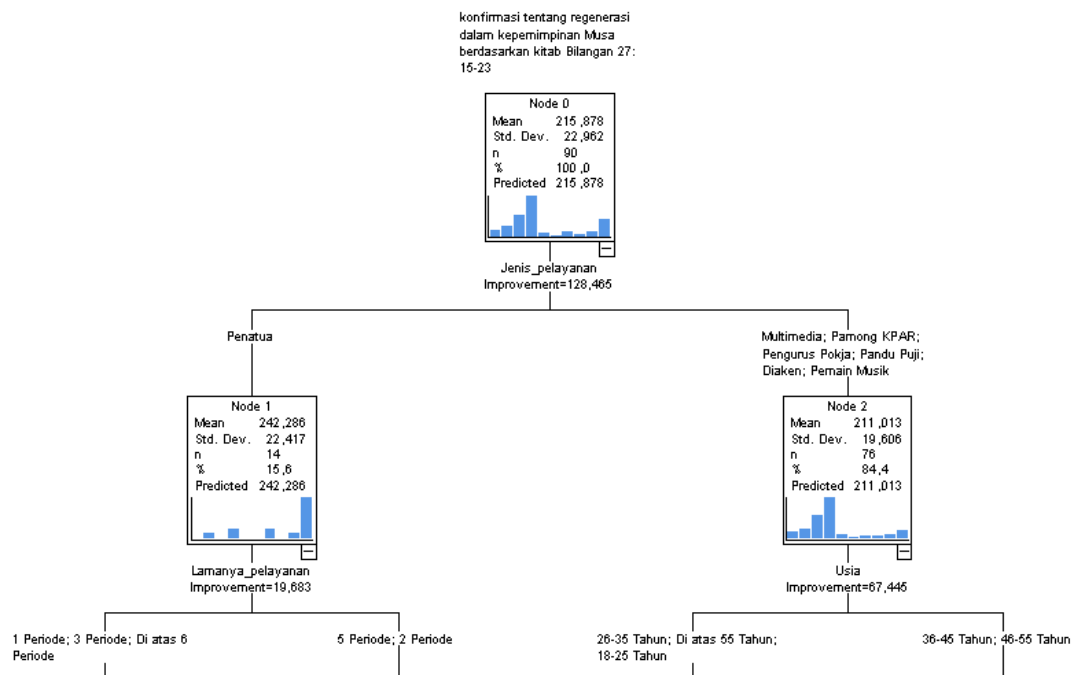 konfirmasi tentang regenerasi
dalam kepemimpinan Musa
berdasarkan kitab Bilangan 27:
15-23
Node 0
Mean 215,878
Std. Dev. 22,962
n 90
% 100,0
Predicted 215,878
Jenis_pelayanan
Improvement=128,465
Penatua
Multimedia; Pamong KPAR;
Pengurus Pokja; Pandu Puji;
Diaken; Pemain Musik
Node 1
Mean 242,286
Std. Dev. 22,417
n 14
% 15,6
Predicted 242,286
Node 2
Mean 211,013
Std. Dev. 19,606
n 76
% 84,4
Predicted 211,013
Lamanya_pelayanan
Improvement=19,683
Usia
Improvement=67,445
1 Periode; 3 Periode; Di atas 6
Periode
5 Periode; 2 Periode
26-35 Tahun; Di atas 55 Tahun;
18-25 Tahun
36-45 Tahun; 46-55 Tahun